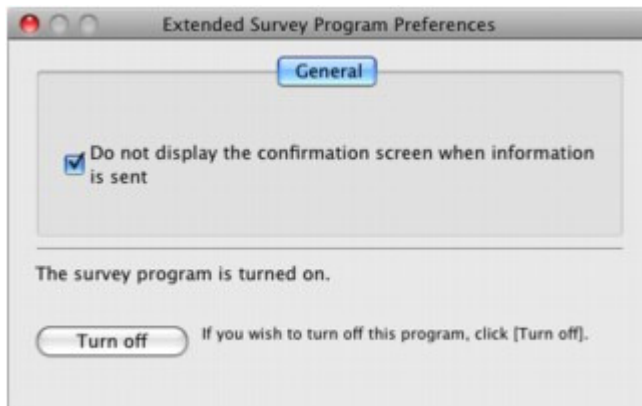 Extended Survey Program Preferences
General
Do not display the confirmation screen when information
is sent
The survey program is turned on.
Turn off
If you wish to turn off this program, click [Turn off].